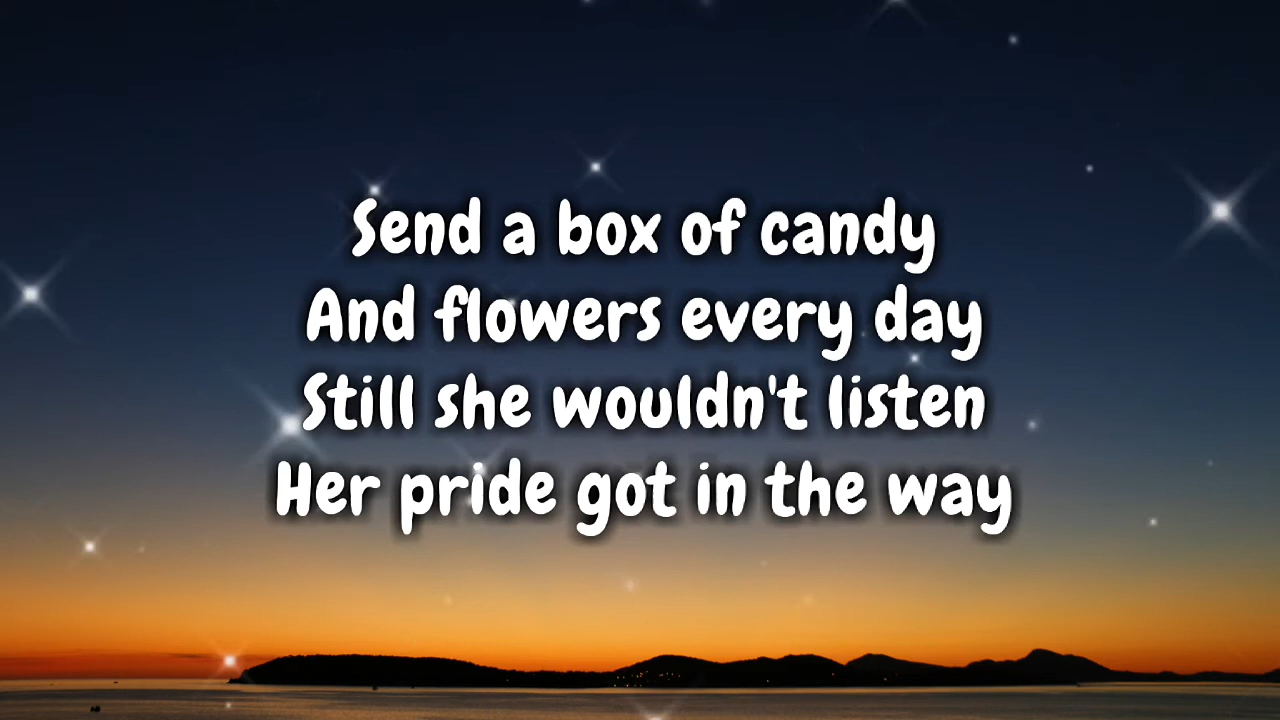 Send a box of candy
And flowers every day
Still she wouldn't listen
Her pride got in the way